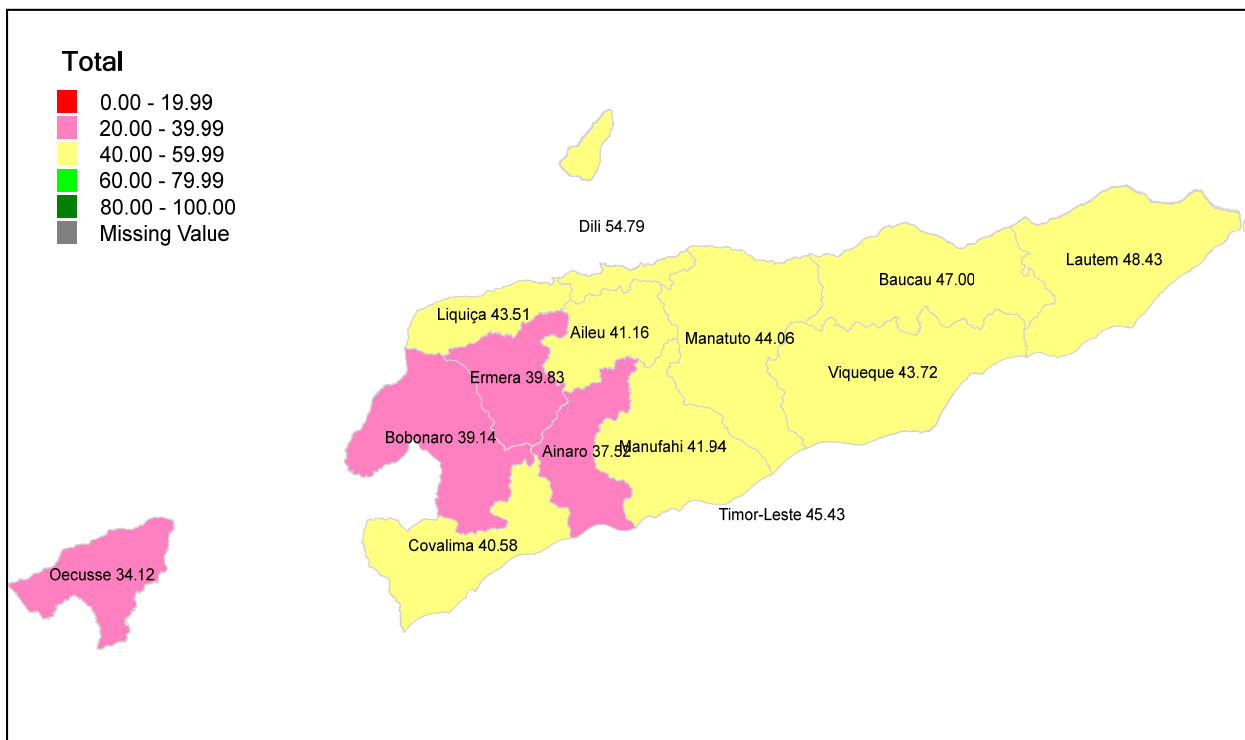 Total
0.00 - 19.99
20.00 - 39.99
40.00 - 59.99
60.00 - 79.99
80.00 - 100.00
Missing Value
Dili 54.79
Lautem 48.43
Baucau 47.00
Liquiça 43.51
Aileu 41.16
Manatuto 44.06
Viqueque 43.72
Ermera 39.83
Bobonaro 39.14
Ainaro 37.52
Manufahi 41.94
Timor-Leste 45.43
Covalima 40.58
Oecusse 34.12